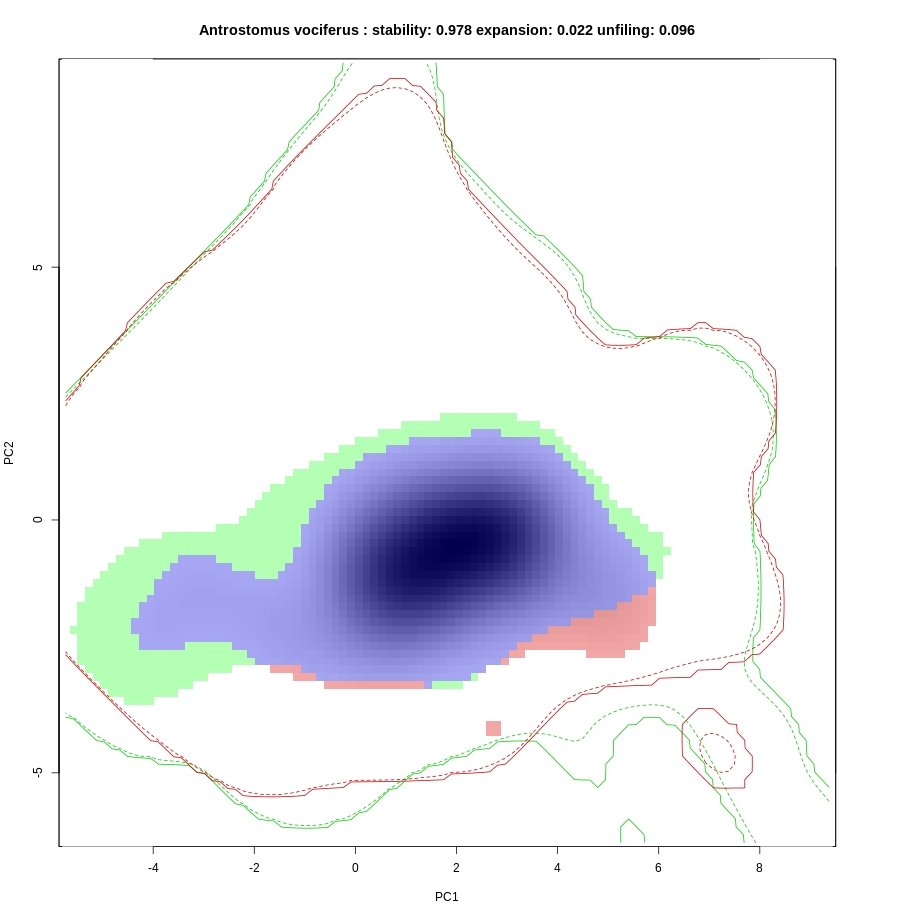 Antrostomus vociferus : stability: 0.978 expansion: 0.022 unfiling: 0.096
5
PC2
0
-5
-4 -2 0 2 4 6 8
PC1